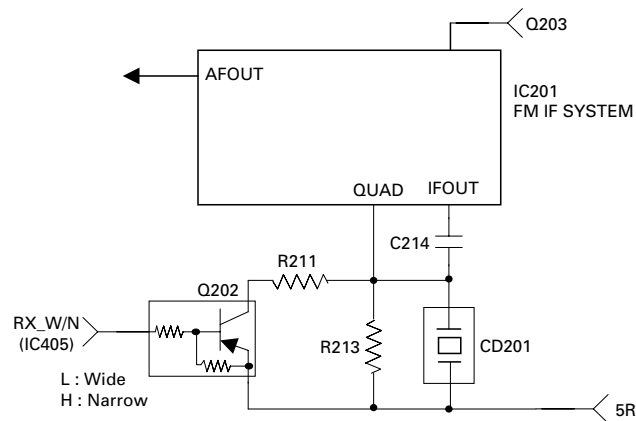 Q203
AFOUT
IC201
FM IF SYSTEM
QUAD
IFOUT
C214
R211
Q202
RX_W/N
(IC405)
R213
CD201
L : Wide
H : Narrow
5R